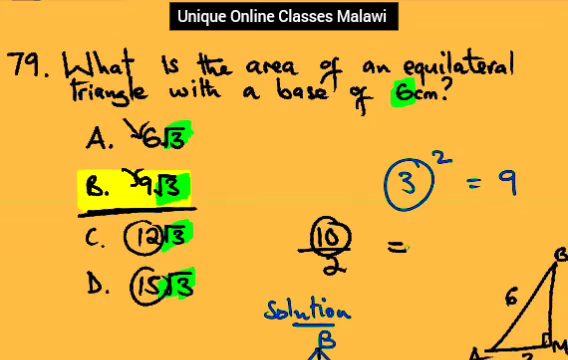 Unique Online Classes Malawi
79. What is the area of an equilateral
Triangle with a base of 6cm?
A. 6√3
B. 9√3
C. 12√3
D. 15√3
3² = 9
10/2 =
Solution
B
B
6
A
M